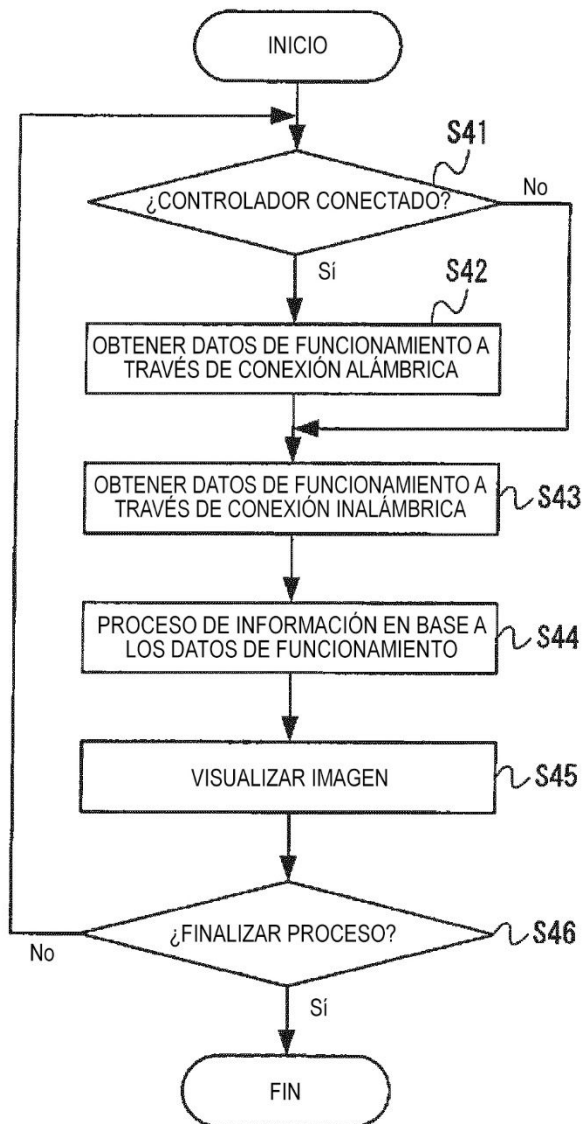 INICIO
S41
¿CONTROLADOR CONECTADO?
No
Sí
S42
OBTENER DATOS DE FUNCIONAMIENTO A
TRAVÉS DE CONEXIÓN ALÁMBRICA
OBTENER DATOS DE FUNCIONAMIENTO A
TRAVÉS DE CONEXIÓN INALÁMBRICA
S43
PROCESO DE INFORMACIÓN EN BASE A
LOS DATOS DE FUNCIONAMIENTO
S44
VISUALIZAR IMAGEN
S45
¿FINALIZAR PROCESO?
S46
No
Sí
FIN